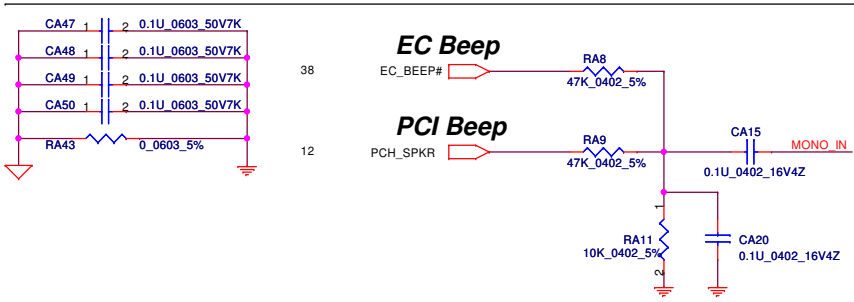 CA47 1 2 0.1U_0603_50V7K
CA48 1 2 0.1U_0603_50V7K
CA49 1 2 0.1U_0603_50V7K
CA50 1 2 0.1U_0603_50V7K
RA43 0_0603_5%
EC Beep
38 EC_BEEP# RA8
47K_0402_5%
PCI Beep
12 PCH_SPKR RA9
47K_0402_5%
CA15
MONO_IN
0.1U_0402_16V4Z
1
RA11
10K_0402_5%
2
CA20
0.1U_0402_16V4Z